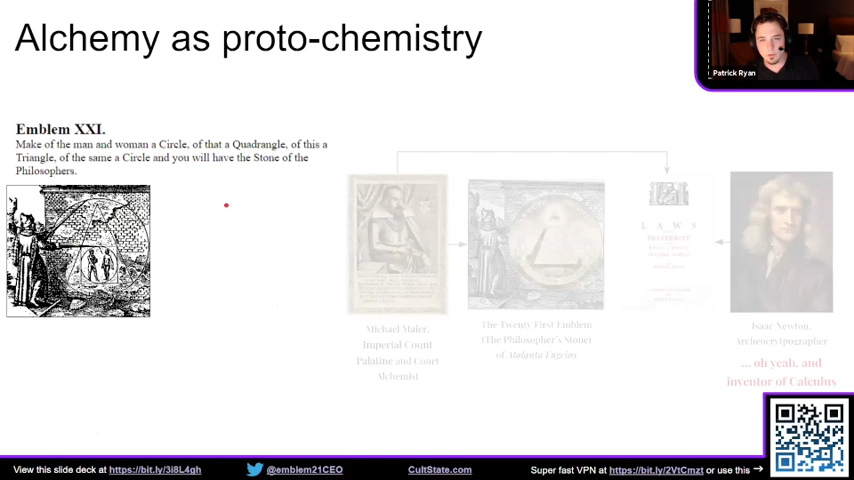 Alchemy as proto-chemistry
Patrick Ryan
Emblem XXI.
Make of the man and woman a Circle, of that a Quadrangle, of this a
Triangle, of the same a Circle and you will have the Stone of the
Philosophers.
L A W S
Michael Maier,
Imperial Count
Palatine and Court
Alchemist
The Twenty First Emblem
(The Philosopher's Stone)
of Atalanta Fugeins
Isaac Newton,
Archeocrytpographer
... oh yeah, and
inventor of Calculus
View this slide deck at https://bit.ly/3i8L4gh
@emblem21CEO
CultState.com
Super fast VPN at https://bit.ly/2VtCmzt or use this →